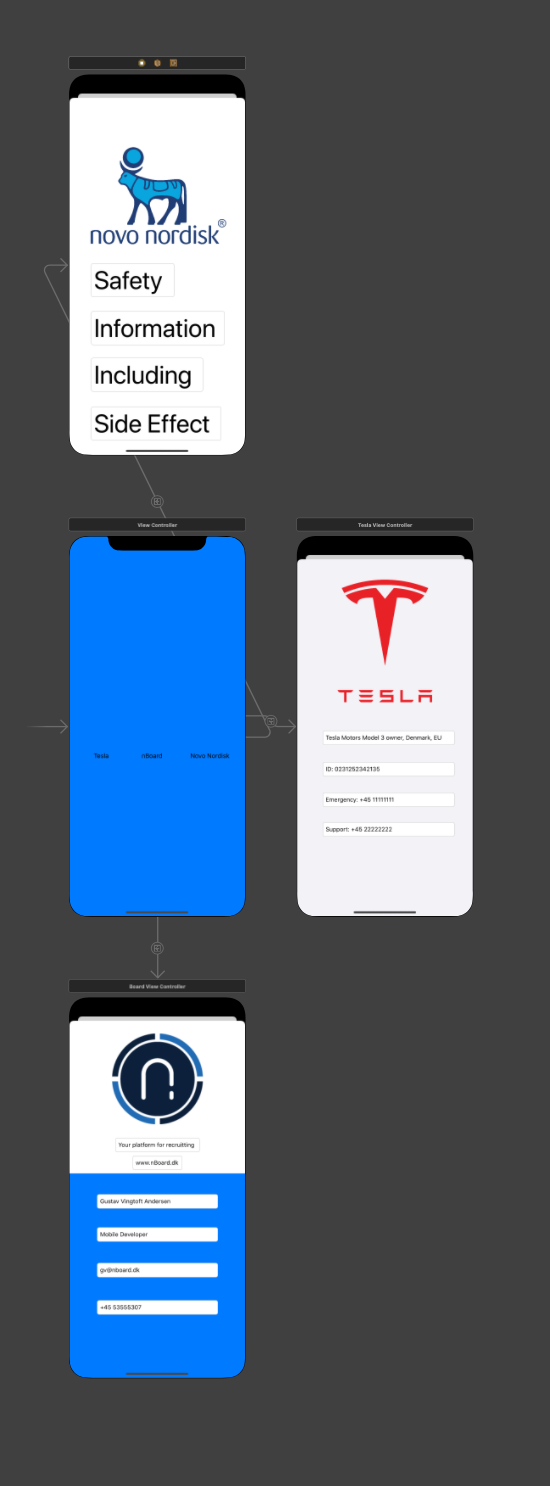 novo nordisk®
Safety
Information
Including
Side Effect
View Controller
Tesla
nBoard
Novo Nordisk
Tesla View Controller
TESLA
Tesla Motors Model 3 owner, Denmark, EU
ID: 0231252342135
Emergency: +45 11111111
Support: +45 22222222
Board View Controller
Your platform for recruitting
www.nBoard.dk
Gustav Vingtoft Andersen
Mobile Developer
gv@nboard.dk
+45 53555307